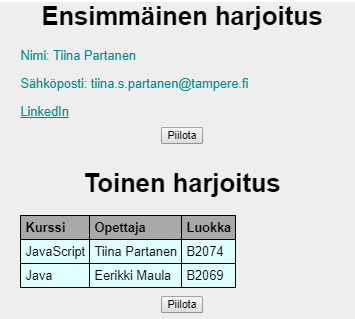 Ensimmäinen harjoitus
Nimi: Tiina Partanen
Sähköposti: tiina.s.partanen@tampere.fi
LinkedIn
Piilota
Toinen harjoitus
Kurssi Opettaja Luokka
JavaScript Tiina Partanen B2074
Java Eerikki Maula B2069
Piilota